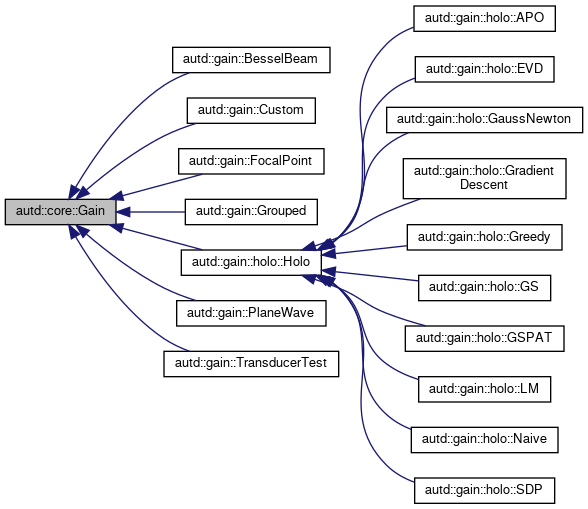 autd::core::Gain
autd::gain::BesselBeam
autd::gain::Custom
autd::gain::FocalPoint
autd::gain::Grouped
autd::gain::holo::Holo
autd::gain::PlaneWave
autd::gain::TransducerTest
autd::gain::holo::APO
autd::gain::holo::EVD
autd::gain::holo::GaussNewton
autd::gain::holo::Gradient
Descent
autd::gain::holo::Greedy
autd::gain::holo::GS
autd::gain::holo::GSPAT
autd::gain::holo::LM
autd::gain::holo::Naive
autd::gain::holo::SDP